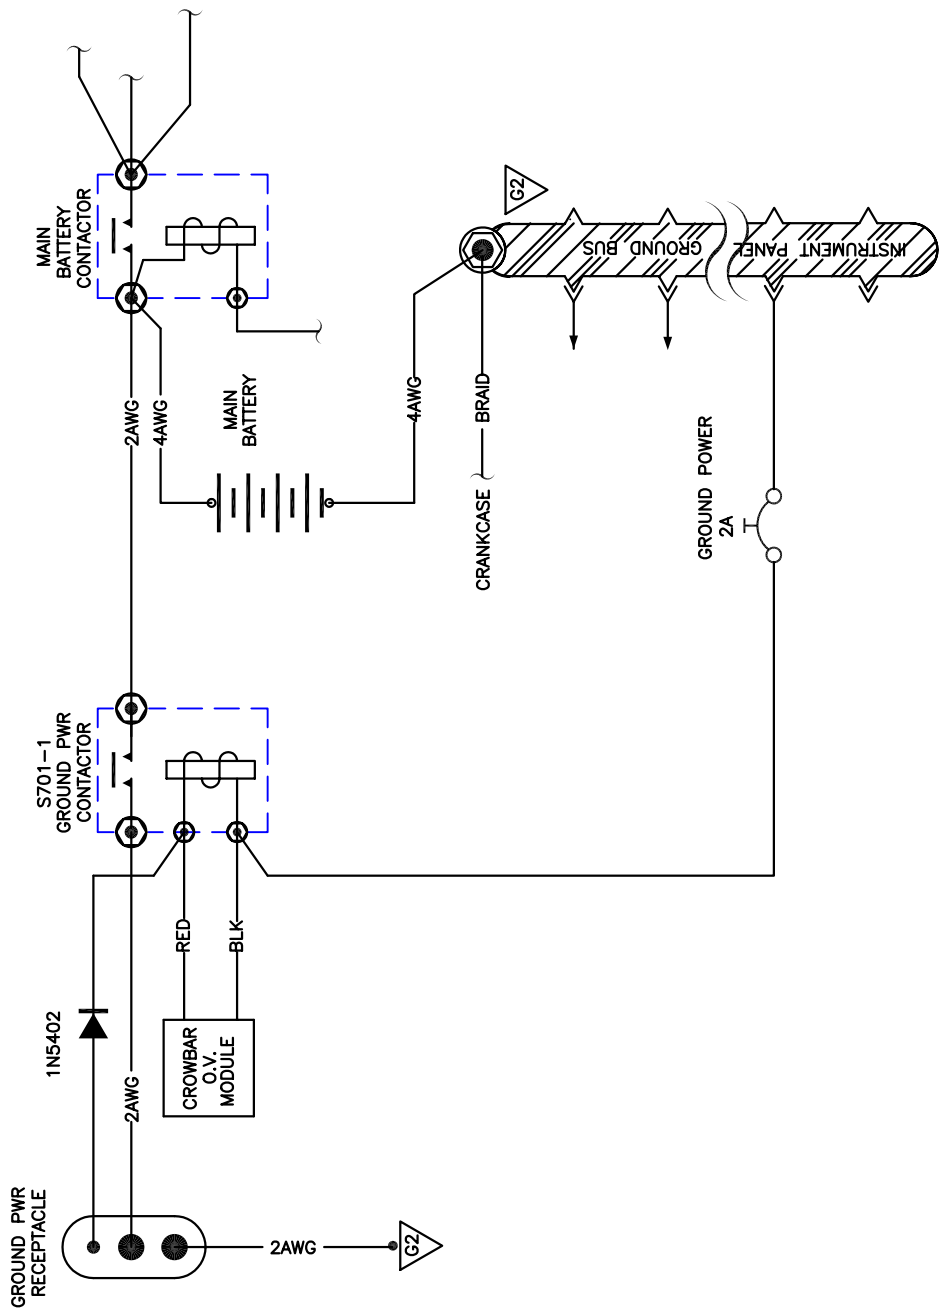 GROUND PWR
RECEPTACLE
1N5402
2AWG
2AWG
G2
CROWBAR
O.V.
MODULE
RED
BLK
S701-1
GROUND PWR
CONTACTOR
2AWG
4AWG
MAIN
BATTERY
MAIN
BATTERY
CONTACTOR
4AWG
CRANKCASE
BRAID
G2
GROUND POWER
2A
INSTRUMENT PANEL
GROUND BUS